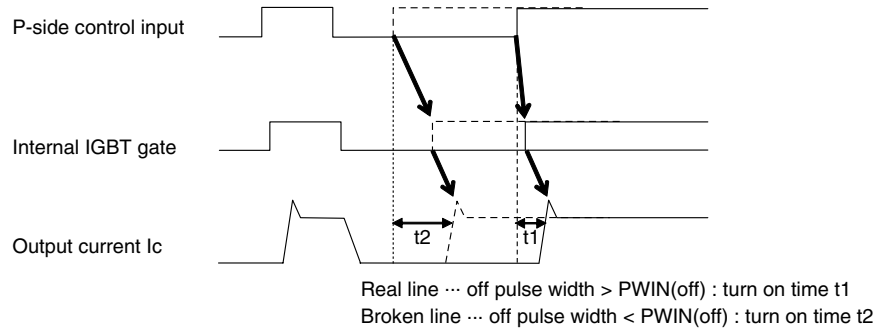 P-side control input
Internal IGBT gate
t2
t1
Output current Ic
Real line ··· off pulse width > PWIN(off) : turn on time t1
Broken line ··· off pulse width < PWIN(off) : turn on time t2